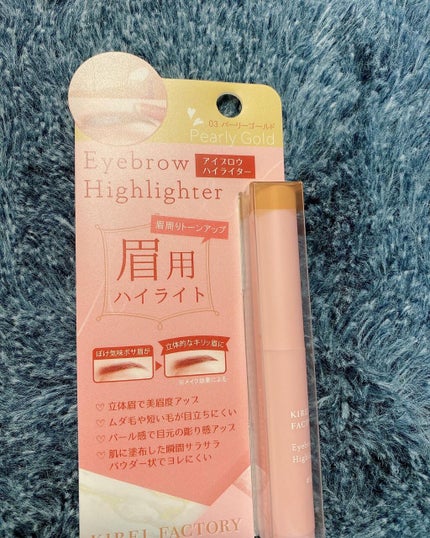 03 パーリーゴールド
Pearly Gold
Eyebrow
Highlighter
アイブロウ
ハイライター
眉周りトーンアップ
眉用
ハイライト
ぼけ気味ボサ眉が
立体的なキリッ眉に
※メイク効果による
♡ 立体眉で美眉度アップ
♡ ムダ毛や短い毛が目立ちにくい
♡ パール感で目元の彫り感アップ
♡ 肌に塗布した瞬間サラサラ
パウダー状でヨレにくい
KIREI FACTORY
KIREI
FACTORY
Eyebro
Highl